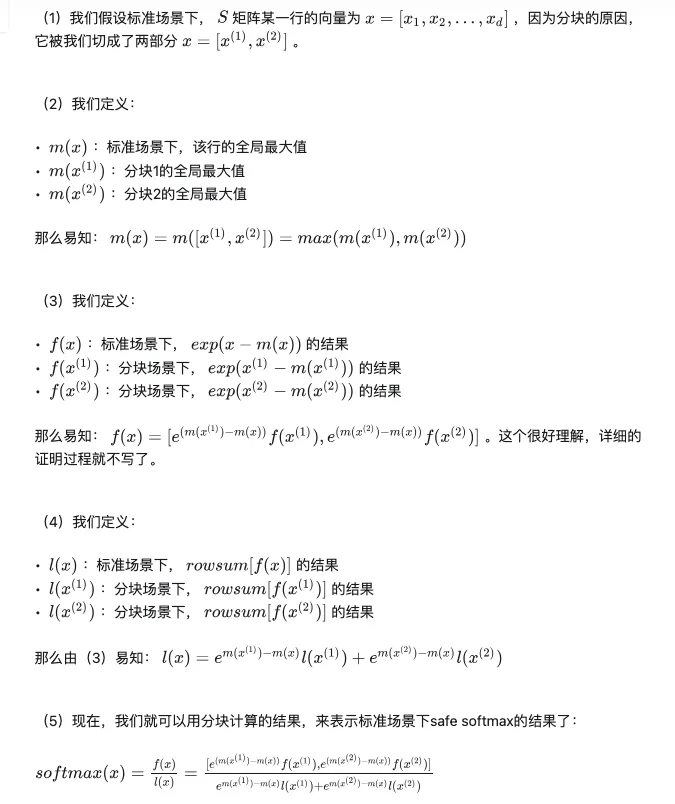 （1）我们假设标准场景下， S 矩阵某一行的向量为 x = [x₁, x₂, . . . , x_d] ，因为分块的原因，
它被我们切成了两部分 x = [x^{(1)}, x^{(2)}] 。
（2）我们定义：
• m(x) ：标准场景下，该行的全局最大值
• m(x^{(1)}) ：分块1的全局最大值
• m(x^{(2)}) ：分块2的全局最大值
那么易知： m(x) = m([x^{(1)}, x^{(2)}]) = max(m(x^{(1)}), m(x^{(2)}))
（3）我们定义：
• f(x) ：标准场景下， exp(x − m(x)) 的结果
• f(x^{(1)}) ：分块场景下， exp(x^{(1)} − m(x^{(1)})) 的结果
• f(x^{(2)}) ：分块场景下， exp(x^{(2)} − m(x^{(2)})) 的结果
那么易知： f(x) = [e^{(m(x^{(1)})−m(x))} f(x^{(1)}), e^{(m(x^{(2)})−m(x))} f(x^{(2)})] 。这个很好理解，详细的
证明过程就不写了。
（4）我们定义：
• l(x) ：标准场景下， rowsum[f(x)] 的结果
• l(x^{(1)}) ：分块场景下， rowsum[f(x^{(1)})] 的结果
• l(x^{(2)}) ：分块场景下， rowsum[f(x^{(2)})] 的结果
那么由（3）易知： l(x) = e^{m(x^{(1)})−m(x)} l(x^{(1)}) + e^{m(x^{(2)})−m(x)} l(x^{(2)})
（5）现在，我们就可以用分块计算的结果，来表示标准场景下safe softmax的结果了：
softmax(x) = \frac{f(x)}{l(x)} = \frac{[e^{(m(x^{(1)})−m(x))} f(x^{(1)}), e^{(m(x^{(2)})−m(x))} f(x^{(2)})]}{e^{m(x^{(1)})−m(x)} l(x^{(1)}) + e^{m(x^{(2)})−m(x)} l(x^{(2)})}